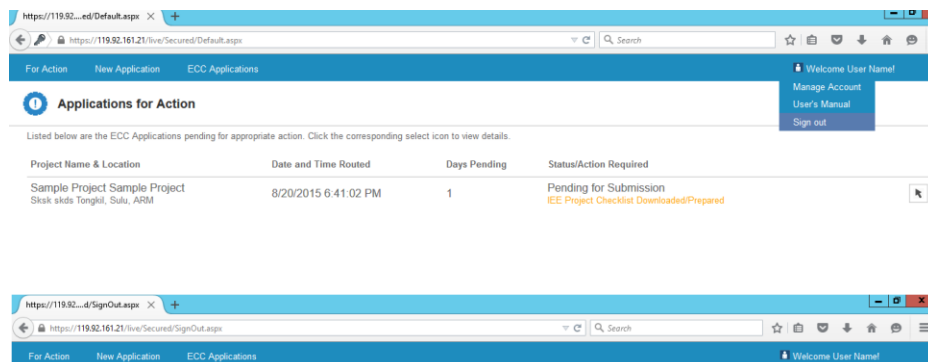 https://119.92....ed/Default.aspx
https://119.92.161.21/live/Secured/Default.aspx
Search
For Action New Application ECC Applications Welcome User Name!
Manage Account
User's Manual
Sign out
Applications for Action
Listed below are the ECC Applications pending for appropriate action. Click the corresponding select icon to view details.
Project Name & Location Date and Time Routed Days Pending Status/Action Required
Sample Project Sample Project 8/20/2015 6:41:02 PM 1 Pending for Submission
Sksk skds Tongkil, Sulu, ARM IEE Project Checklist Downloaded/Prepared
https://119.92....d/SignOut.aspx
https://119.92.161.21/live/Secured/SignOut.aspx
Search
For Action New Application ECC Applications Welcome User Name!